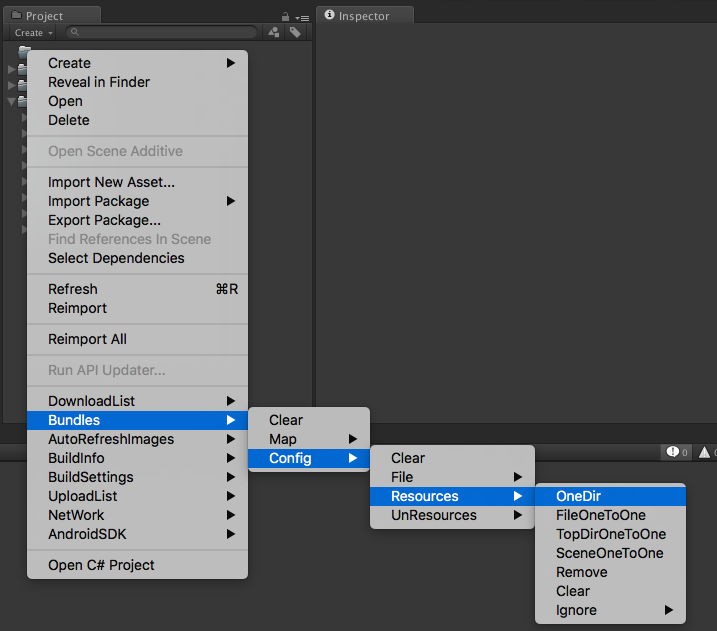 Project
Inspector
Create
Create
Reveal in Finder
Open
Delete
Open Scene Additive
Import New Asset...
Import Package
Export Package...
Find References In Scene
Select Dependencies
Refresh ⌘R
Reimport
Reimport All
Run API Updater...
DownloadList
Bundles
AutoRefreshImages
BuildInfo
BuildSettings
UploadList
NetWork
AndroidSDK
Open C# Project
Clear
Map
Config
Clear
File
Resources
UnResources
OneDir
FileOneToOne
TopDirOneToOne
SceneOneToOne
Remove
Clear
Ignore
0